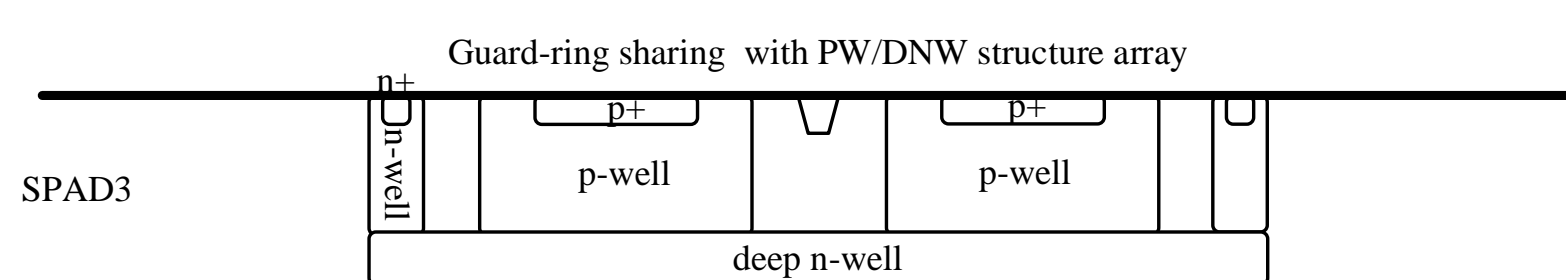 Guard-ring sharing with PW/DNW structure array
n+
p+
p+
n-well
p-well
p-well
SPAD3
deep n-well